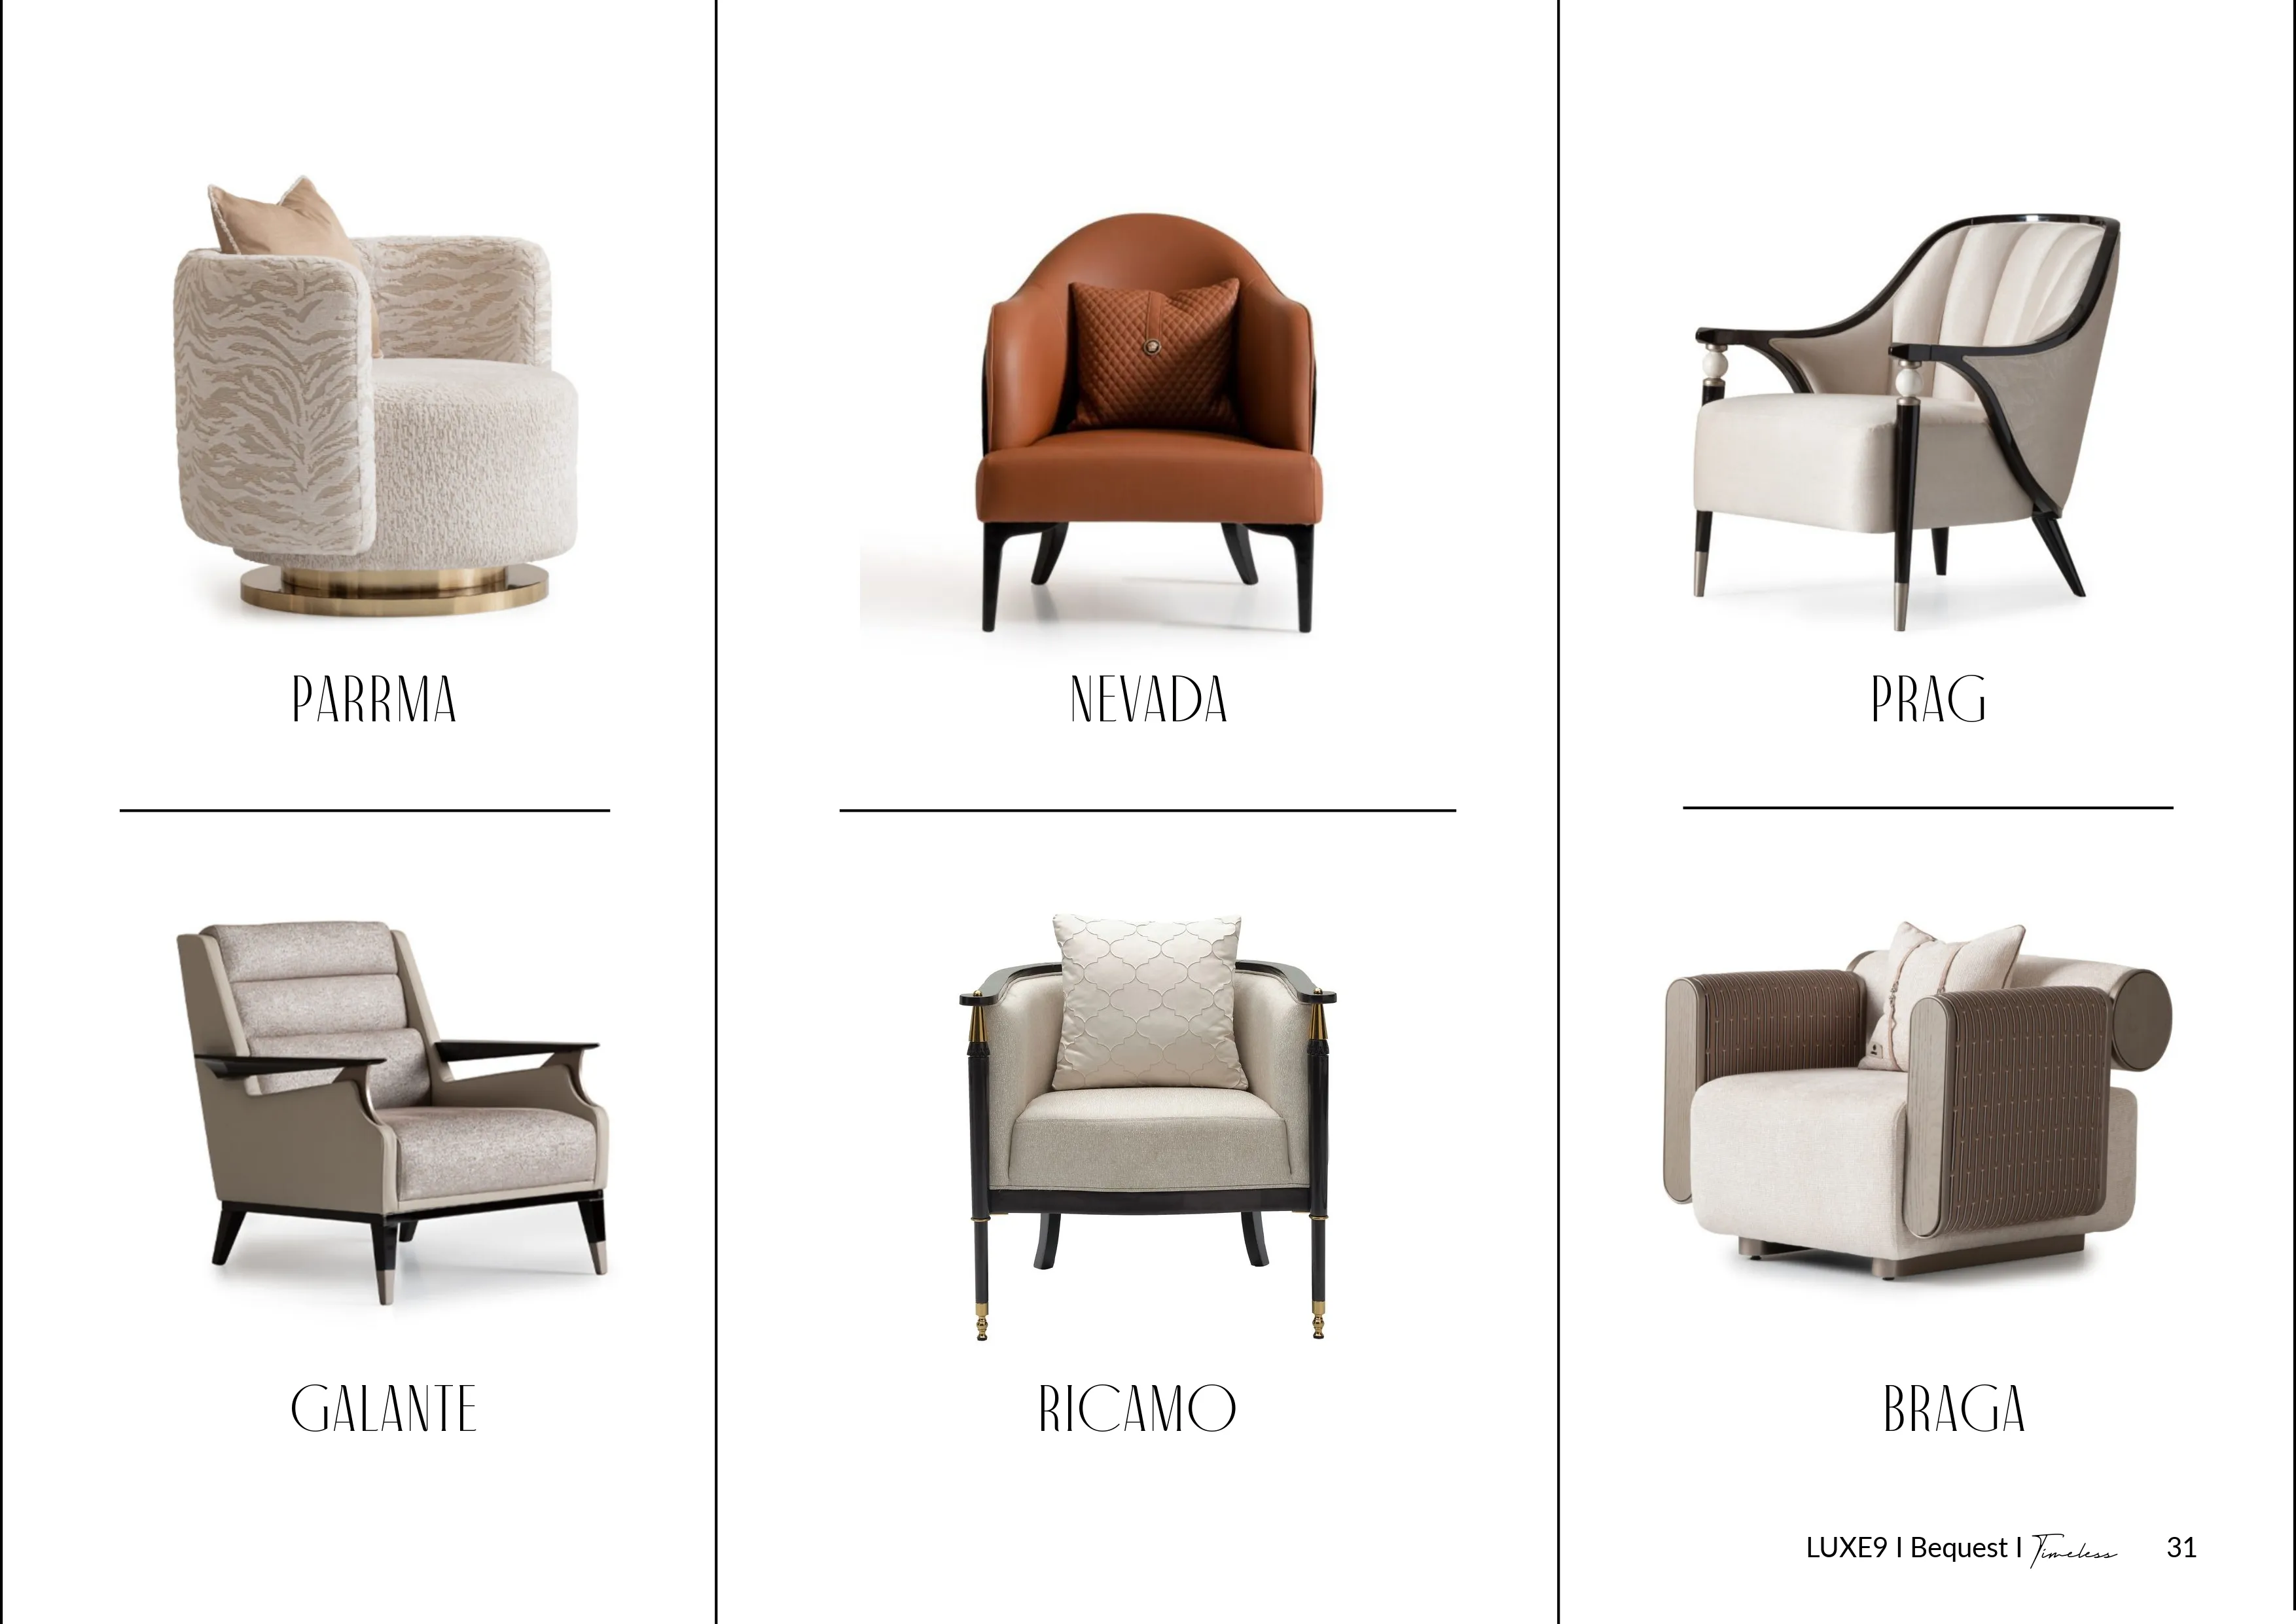 PARRMA
NEVADA
PRAG
GALANTE
RICAMO
BRAGA
LUXE9 I Bequest I Timeless 31